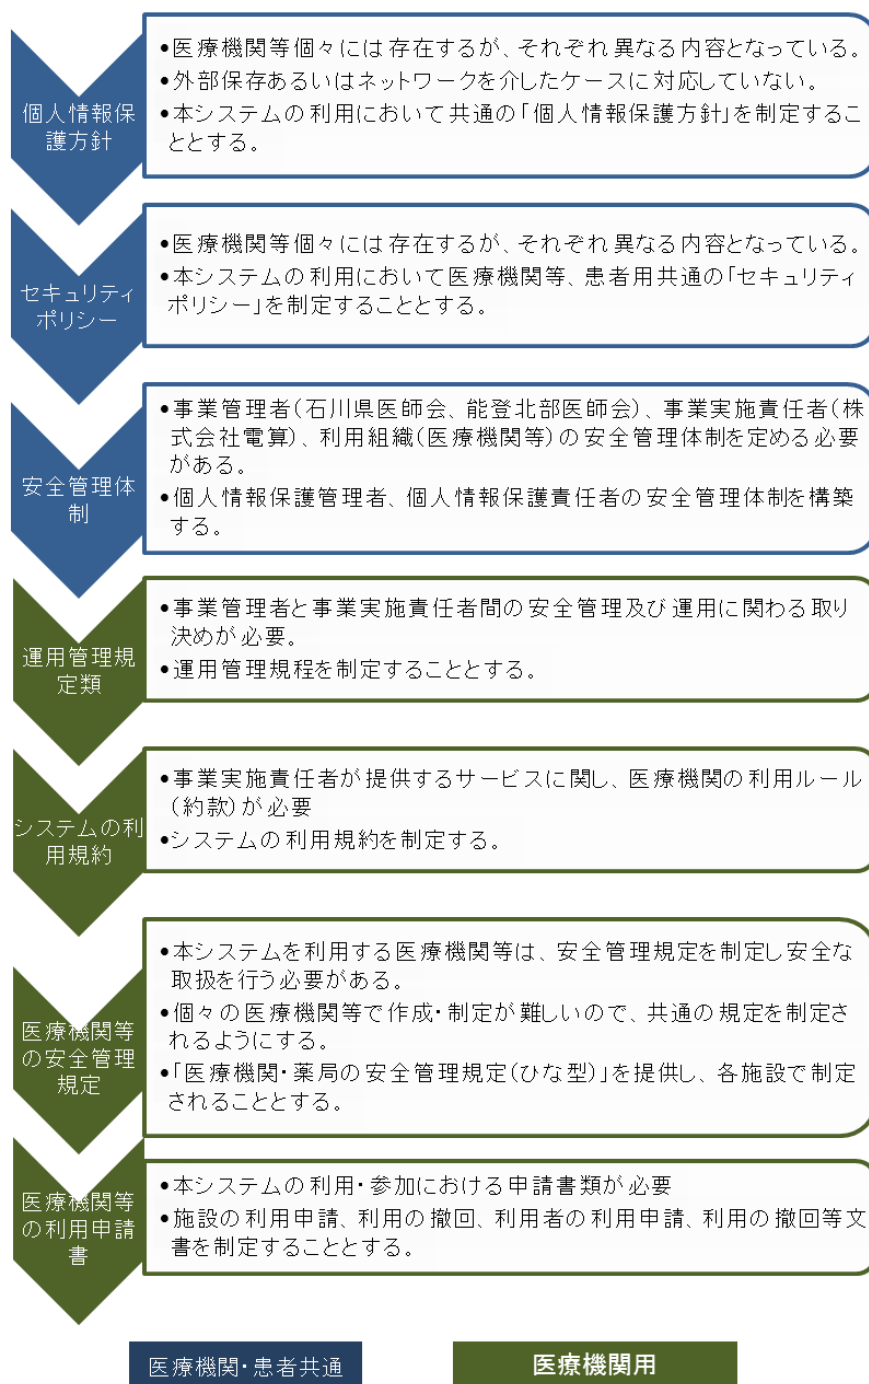 個人情報保
護方針
•医療機関等個々には存在するが、それぞれ異なる内容となっている。
•外部保存あるいはネットワークを介したケースに対応していない。
•本システムの利用において共通の「個人情報保護方針」を制定するこ
ととする。
セキュリティ
ポリシー
•医療機関等個々には存在するが、それぞれ異なる内容となっている。
•本システムの利用において医療機関等、患者用共通の「セキュリティ
ポリシー」を制定することとする。
安全管理体
制
•事業管理者(石川県医師会、能登北部医師会)、事業実施責任者(株
式会社電算)、利用組織(医療機関等)の安全管理体制を定める必要
がある。
•個人情報保護管理者、個人情報保護責任者の安全管理体制を構築
する。
運用管理規
定類
•事業管理者と事業実施責任者間の安全管理及び運用に関わる取り
決めが必要。
•運用管理規程を制定することとする。
システムの利
用規約
•事業実施責任者が提供するサービスに関し、医療機関の利用ルール
(約款)が必要
•システムの利用規約を制定する。
医療機関等
の安全管理
規定
•本システムを利用する医療機関等は、安全管理規定を制定し安全な
取扱を行う必要がある。
•個々の医療機関等で作成・制定が難しいので、共通の規定を制定さ
れるようにする。
•「医療機関・薬局の安全管理規定(ひな型)」を提供し、各施設で制定
されることとする。
医療機関等
の利用申請
書
•本システムの利用・参加における申請書類が必要
•施設の利用申請、利用の撤回、利用者の利用申請、利用の撤回等文
書を制定することとする。
医療機関・患者共通
医療機関用